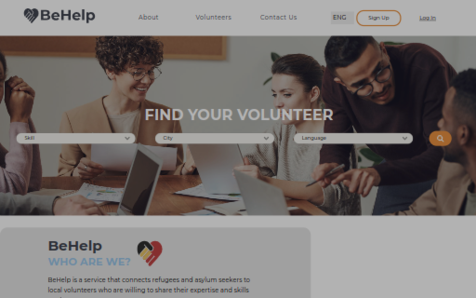 BeHelp
About
Volunteers
Contact Us
ENG
Sign Up
Log In
FIND YOUR VOLUNTEER
Skill
City
Language
BeHelp
WHO ARE WE?
BeHelp is a service that connects refugees and asylum seekers to
local volunteers who are willing to share their expertise and skills